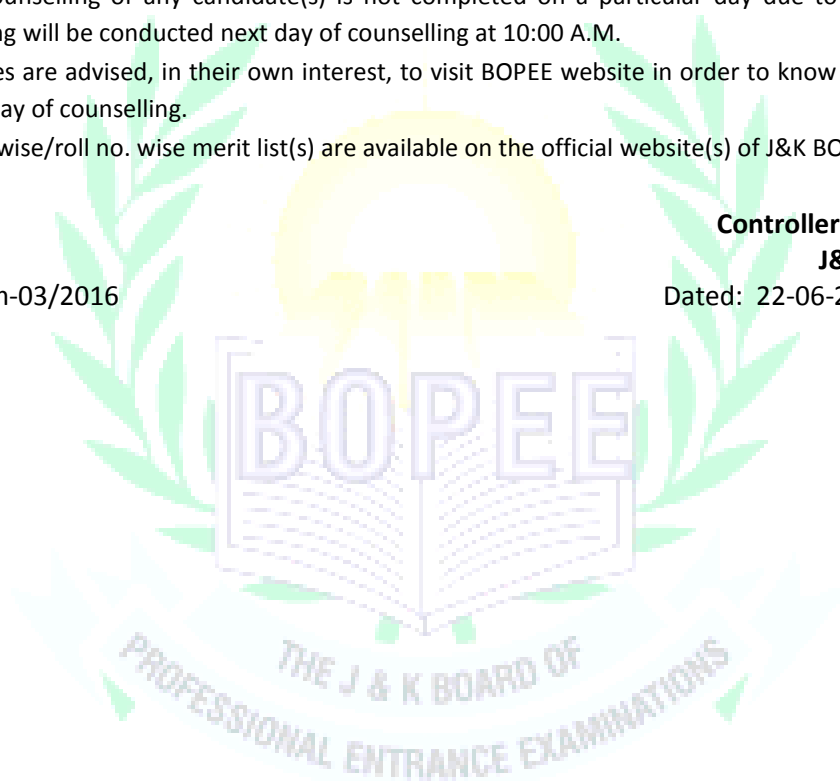 ounselling of any candidate(s) is not completed on a particular day due to
ng will be conducted next day of counselling at 10:00 A.M.
es are advised, in their own interest, to visit BOPEE website in order to know
ay of counselling.
wise/roll no. wise merit list(s) are available on the official website(s) of J&K BO
Controller
J&
-03/2016
Dated: 22-06-2
BOPEE
THE J & K BOARD OF
PROFESSIONAL ENTRANCE EXAMINATIONS